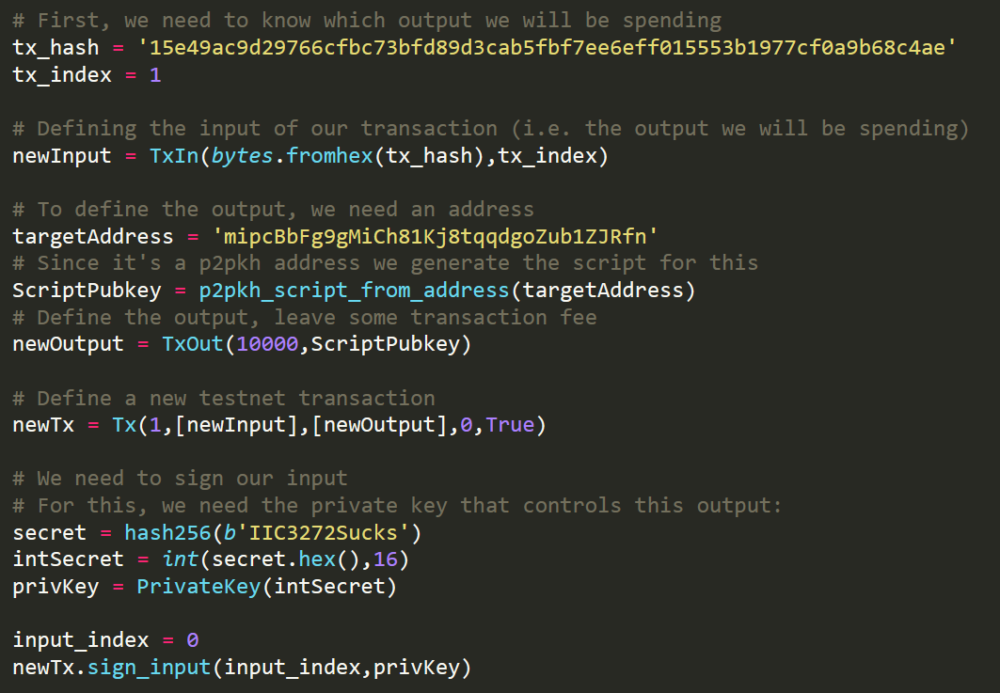 # First, we need to know which output we will be spending
tx_hash = '15e49ac9d29766cfbc73bfd89d3cab5fbf7ee6eff015553b1977cf0a9b68c4ae'
tx_index = 1
# Defining the input of our transaction (i.e. the output we will be spending)
newInput = TxIn(bytes.fromhex(tx_hash),tx_index)
# To define the output, we need an address
targetAddress = 'mipcBbFg9gMiCh81Kj8tqqdgoZub1ZJRfn'
# Since it's a p2pkh address we generate the script for this
ScriptPubkey = p2pkh_script_from_address(targetAddress)
# Define the output, leave some transaction fee
newOutput = TxOut(10000,ScriptPubkey)
# Define a new testnet transaction
newTx = Tx(1,[newInput],[newOutput],0,True)
# We need to sign our input
# For this, we need the private key that controls this output:
secret = hash256(b'IIC3272Sucks')
intSecret = int(secret.hex(),16)
privKey = PrivateKey(intSecret)
input_index = 0
newTx.sign_input(input_index,privKey)